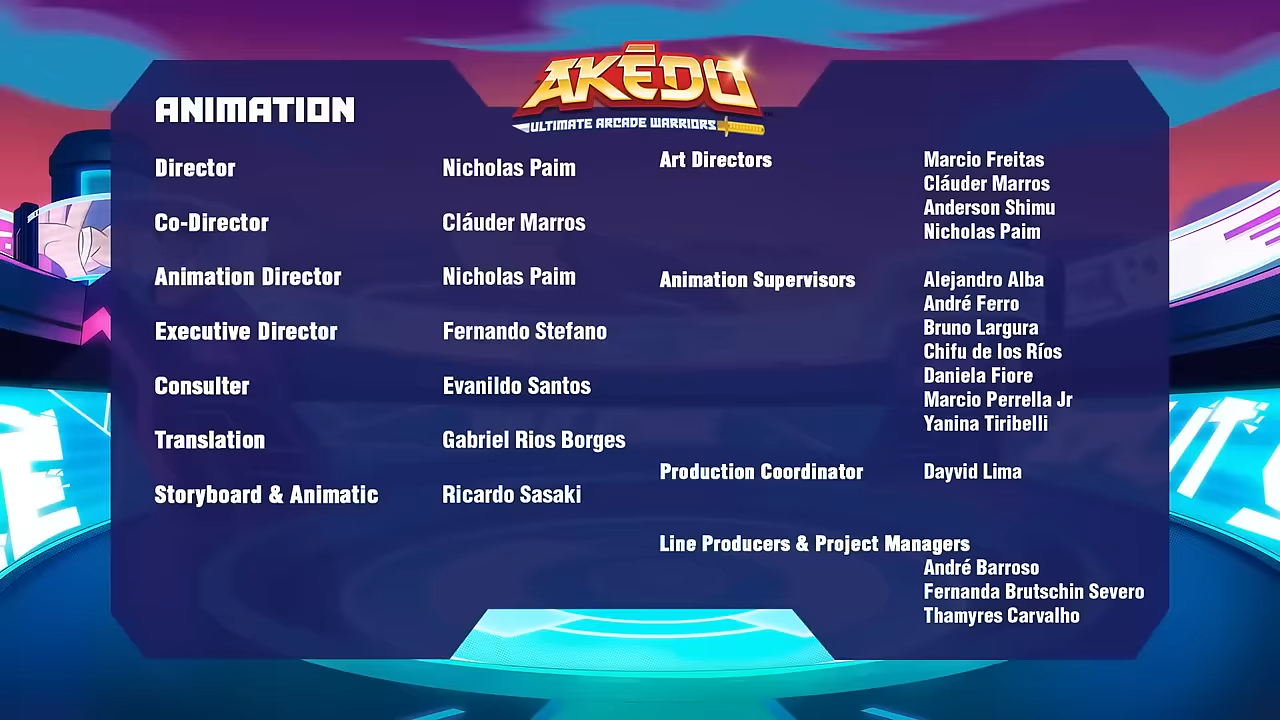 AKEDO
ULTIMATE ARCADE WARRIORS
ANIMATION
Director Nicholas Paim
Co-Director Cláuder Marros
Animation Director Nicholas Paim
Executive Director Fernando Stefano
Consulter Evanildo Santos
Translation Gabriel Rios Borges
Storyboard & Animatic Ricardo Sasaki
Art Directors Marcio Freitas
Cláuder Marros
Anderson Shimu
Nicholas Paim
Animation Supervisors Alejandro Alba
André Ferro
Bruno Largura
Chifu de los Ríos
Daniela Fiore
Marcio Perrella Jr
Yanina Tiribelli
Production Coordinator Dayvid Lima
Line Producers & Project Managers
André Barroso
Fernanda Brutschin Severo
Thamyres Carvalho